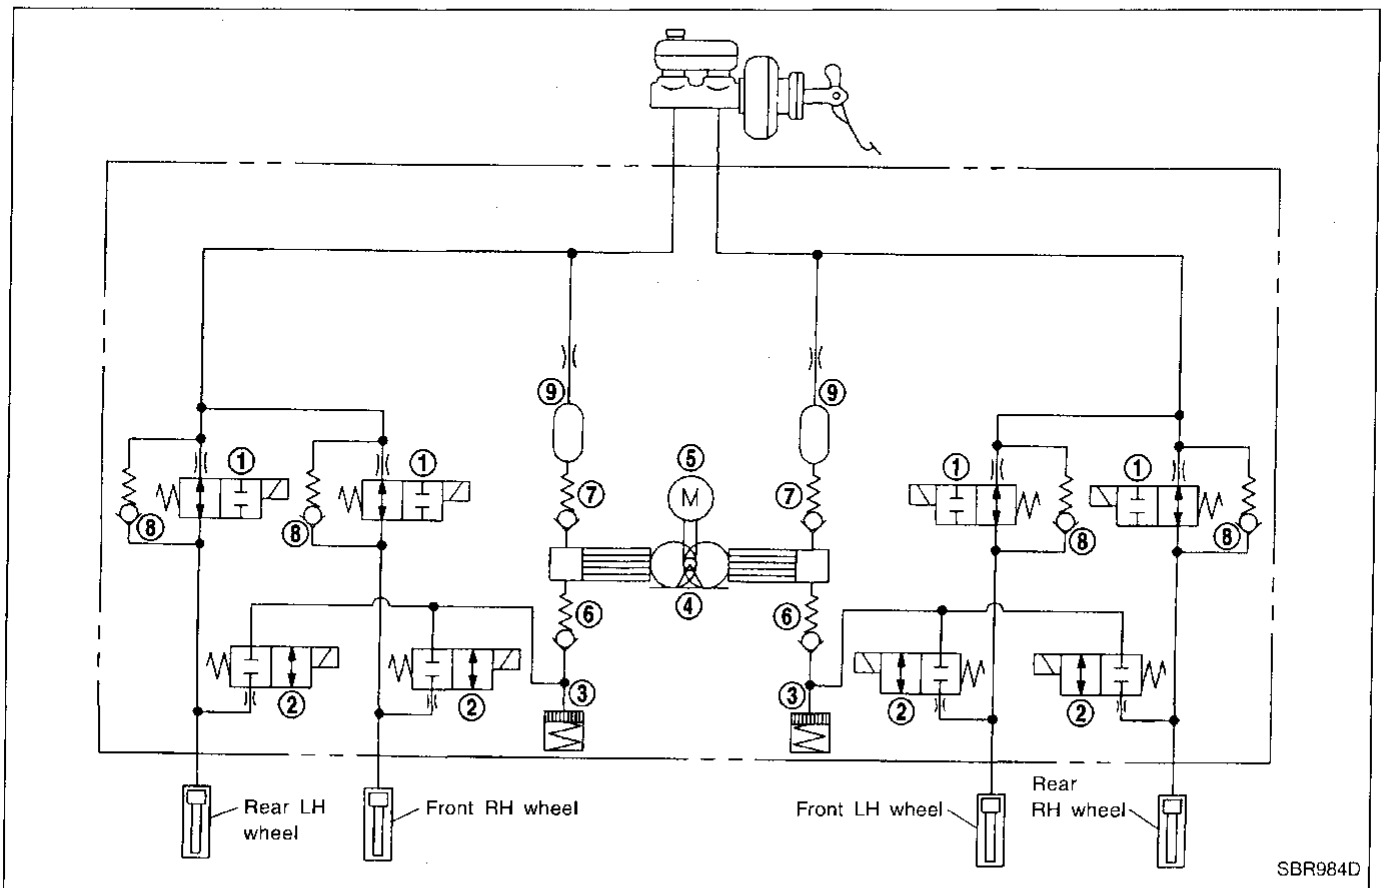 ⑨ ⑨
① ① ⑤ ① ①
M
⑦ ⑦
⑧ ⑧ ⑧ ⑧
④
⑥ ⑥
③ ③
② ② ② ②
Rear LH
wheel
Front RH wheel
Front LH wheel
Rear
RH wheel
SBR984D